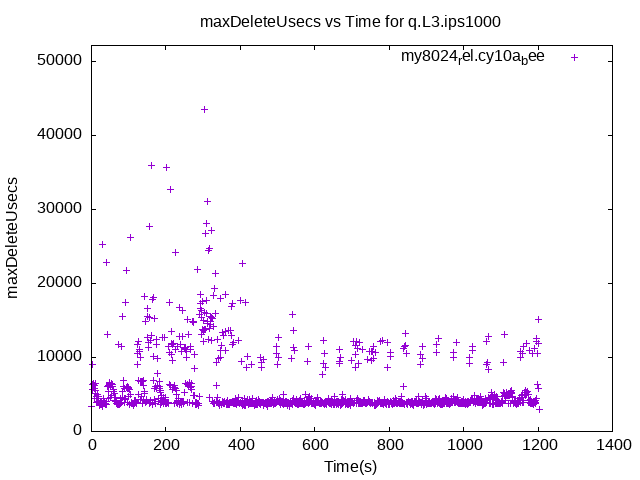 maxDeleteUsecs vs Time for q.L3.ips1000
my8024rel.cy10abee
maxDeleteUsecs
50000
40000
30000
20000
10000
0
0 200 400 600 800 1000 1200 1400
Time(s)